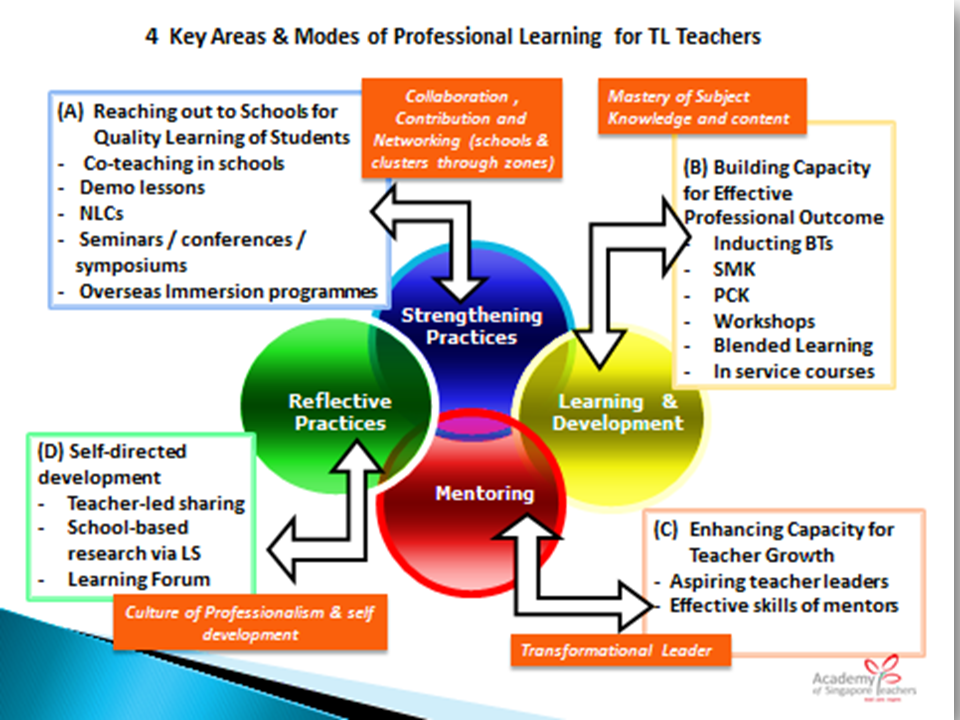 4 Key Areas & Modes of Professional Learning for TL Teachers
(A) Reaching out to Schools for
Quality Learning of Students
- Co-teaching in schools
- Demo lessons
- NLCs
- Seminars / conferences /
symposiums
- Overseas Immersion programmes
Collaboration ,
Contribution and
Networking (schools &
clusters through zones)
Mastery of Subject
Knowledge and content
(B) Building Capacity
for Effective
Professional Outcome
Inducting BTs
- SMK
- PCK
- Workshops
- Blended Learning
- In service courses
Strengthening
Practices
Reflective
Practices
Learning &
Development
Mentoring
(D) Self-directed
development
- Teacher-led sharing
- School-based
research via LS
- Learning Forum
Culture of Professionalism & self
development
(C) Enhancing Capacity for
Teacher Growth
- Aspiring teacher leaders
- Effective skills of mentors
Transformational Leader
Academy
of Singapore Teachers